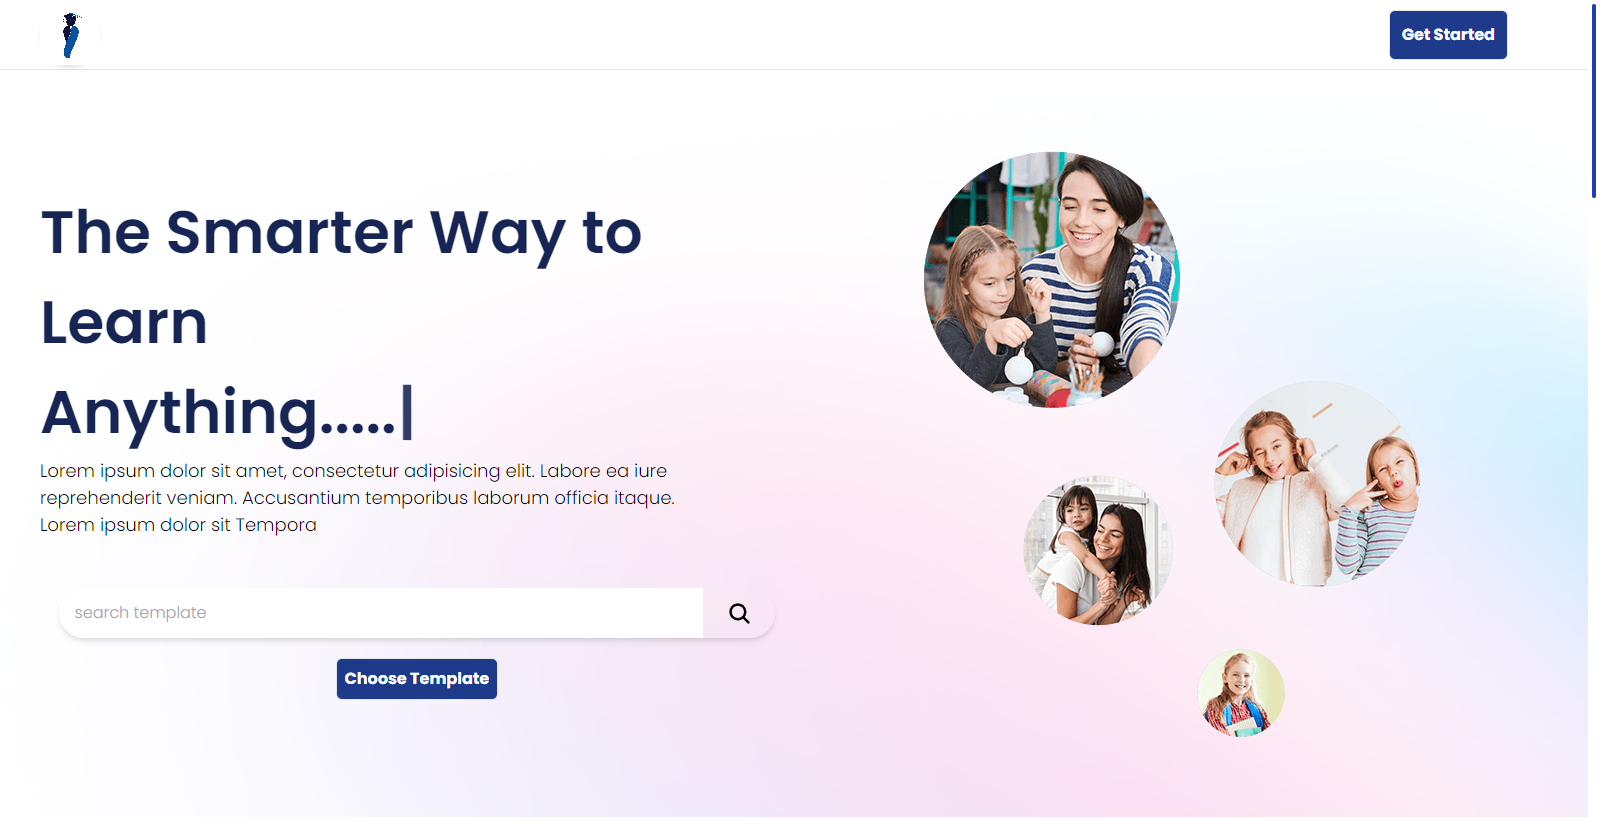 Get Started
The Smarter Way to
Learn
Anything.....|
Lorem ipsum dolor sit amet, consectetur adipisicing elit. Labore ea iure
reprehenderit veniam. Accusantium temporibus laborum officia itaque.
Lorem ipsum dolor sit Tempora
search template
Choose Template